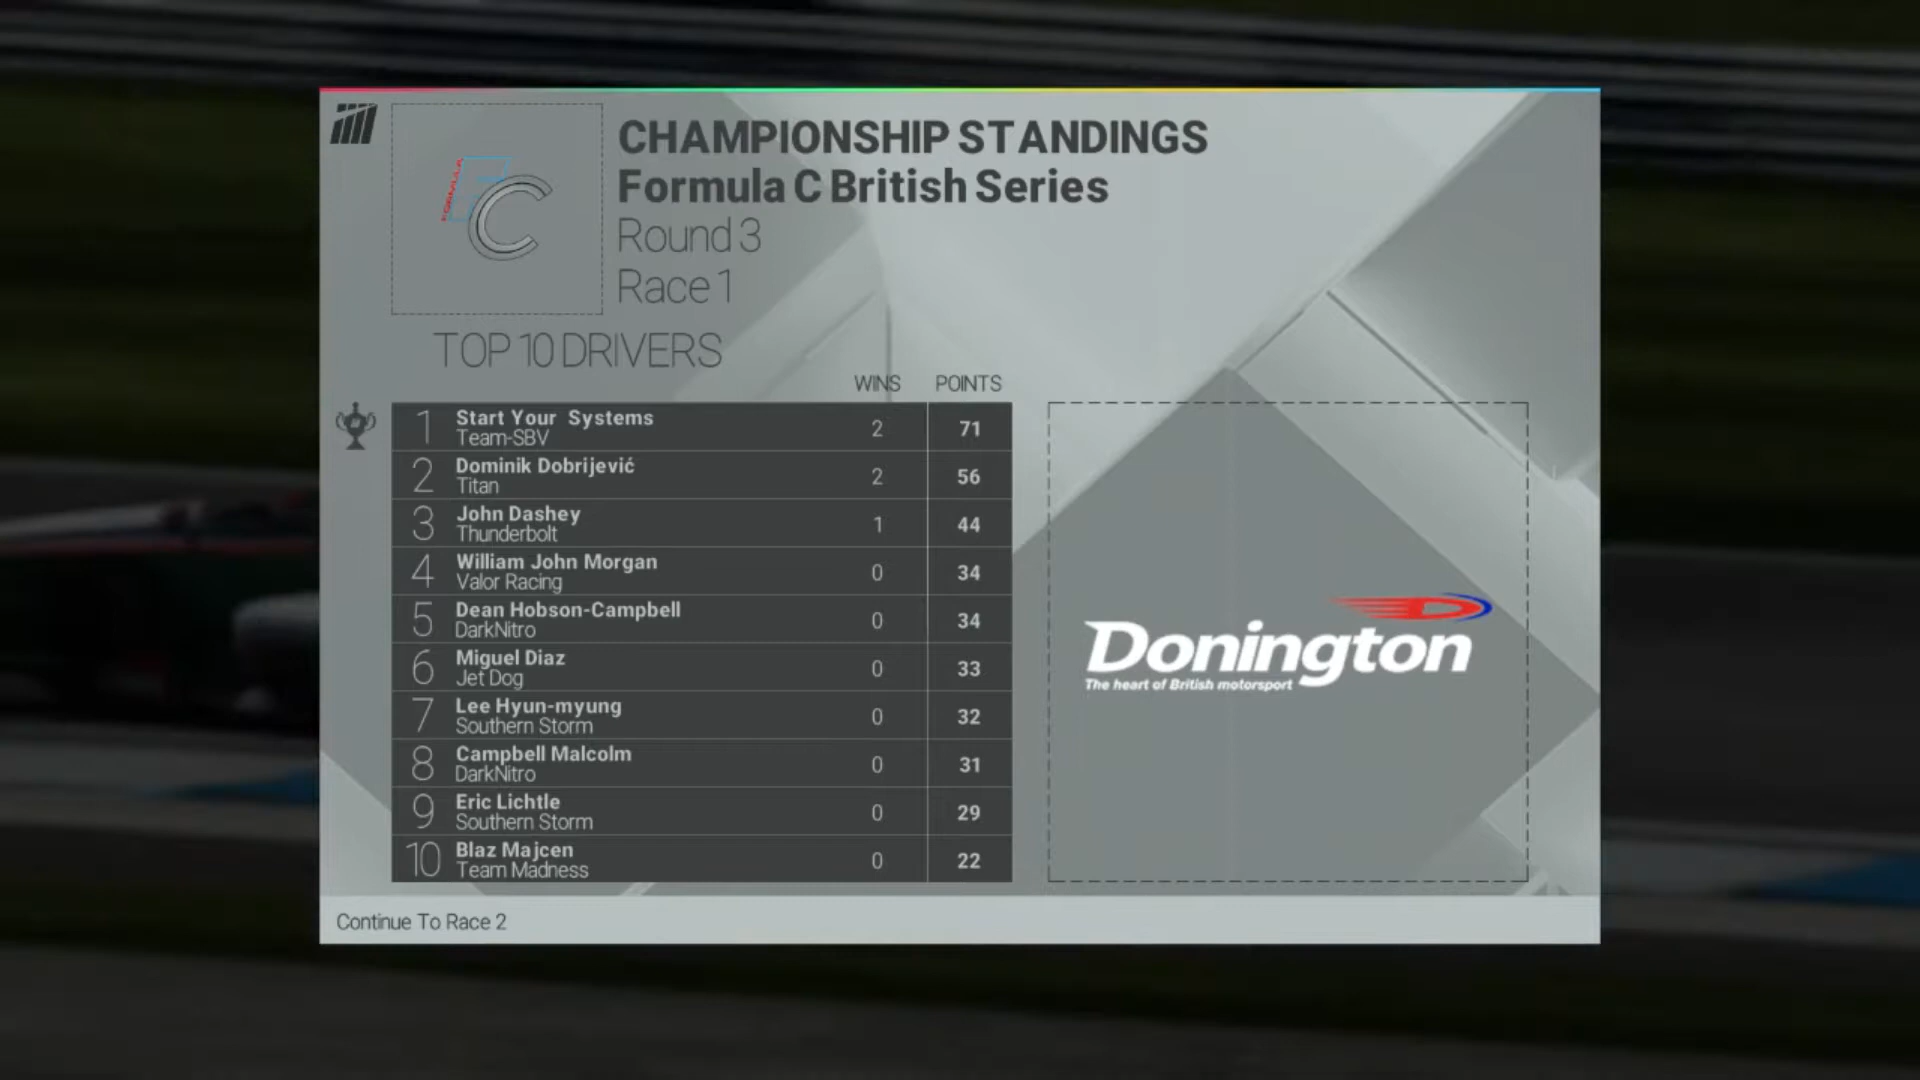 CHAMPIONSHIP STANDINGS
Formula C British Series
Round 3
Race 1
FORMULA
FC
TOP 10 DRIVERS
WINS POINTS
1 Start Your Systems 2 71
Team-SBV
2 Dominik Dobrijević 2 56
Titan
3 John Dashey 1 44
Thunderbolt
4 William John Morgan 0 34
Valor Racing
5 Dean Hobson-Campbell 0 34
DarkNitro
6 Miguel Diaz 0 33
Jet Dog
7 Lee Hyun-myung 0 32
Southern Storm
8 Campbell Malcolm 0 31
DarkNitro
9 Eric Lichtle 0 29
Southern Storm
10 Blaz Majcen 0 22
Team Madness
Donington
The heart of British motorsport
Continue To Race 2